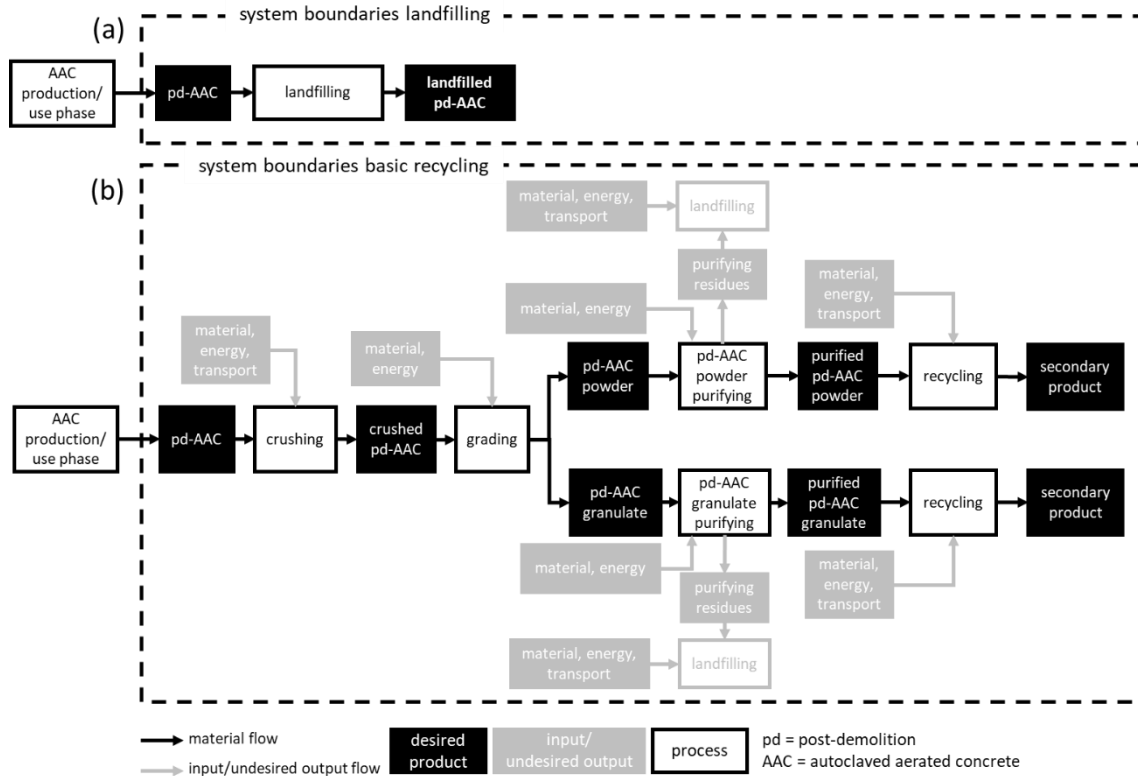 system boundaries landfilling
(a)
AAC
production/
use phase
pd-AAC
landfilling
landfilled
pd-AAC
system boundaries basic recycling
(b)
material, energy,
transport
landfilling
purifying
residues
material, energy
material,
energy,
transport
material,
energy,
transport
material,
energy
pd-AAC
powder
pd-AAC
powder
purifying
purified
pd-AAC
powder
recycling
secondary
product
AAC
production/
use phase
pd-AAC
crushing
crushed
pd-AAC
grading
pd-AAC
granulate
pd-AAC
granulate
purifying
purified
pd-AAC
granulate
recycling
secondary
product
material, energy
purifying
residues
material,
energy,
transport
material, energy,
transport
landfilling
material flow
input/undesired output flow
desired
product
input/
undesired output
process
pd = post-demolition
AAC = autoclaved aerated concrete